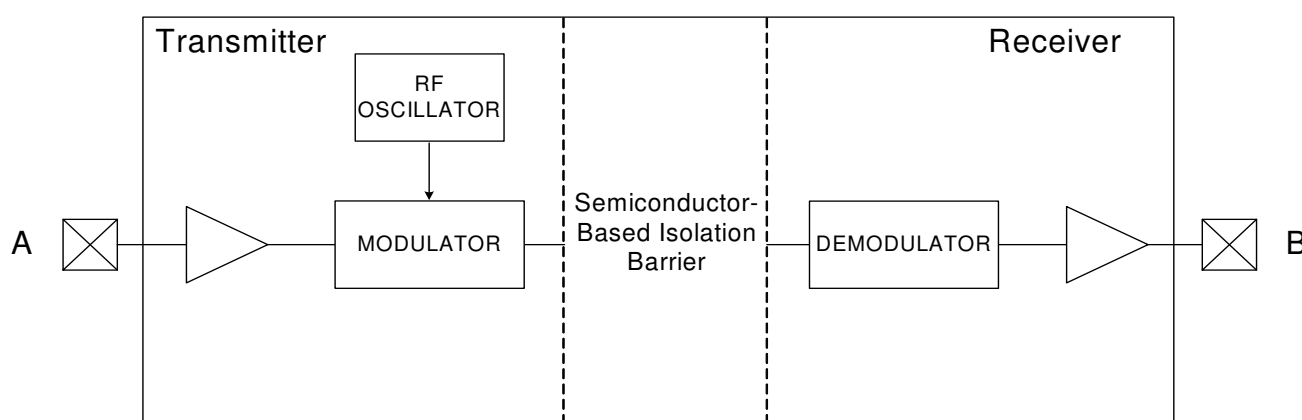 Transmitter
Receiver
RF
OSCILLATOR
A
MODULATOR
Semiconductor-
Based Isolation
Barrier
DEMODULATOR
B